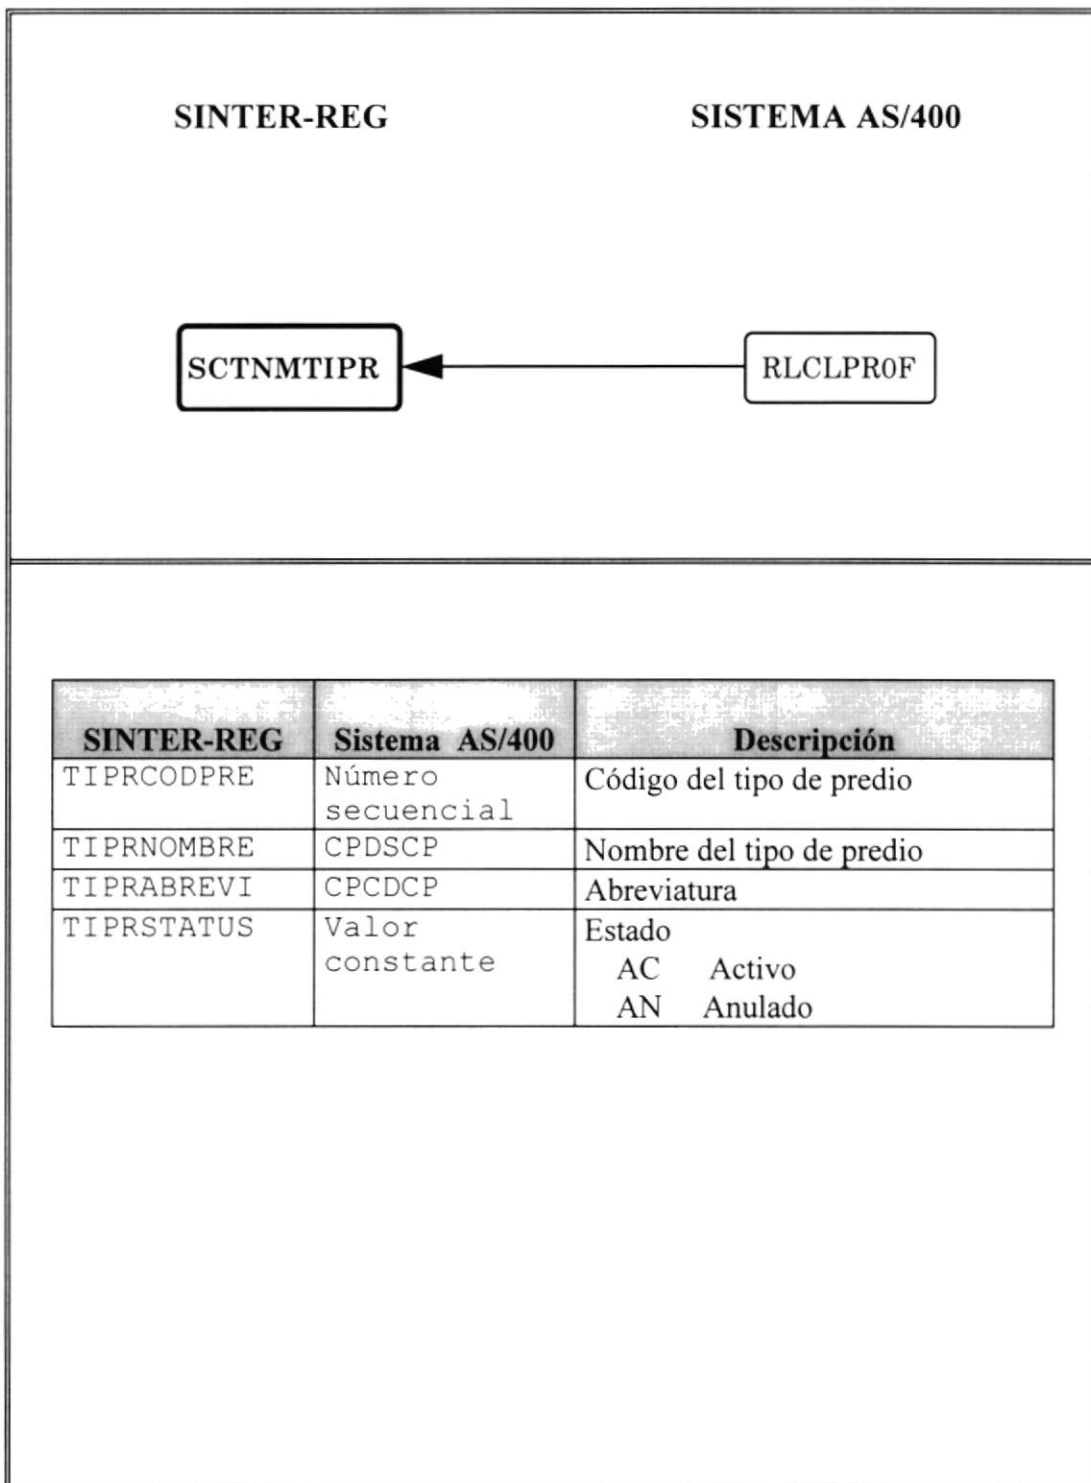 SINTER-REG SISTEMA AS/400
SCTNMTIPR RLCLPR0F
SINTER-REG Sistema AS/400 Descripción
TIPRCODPRE Número Código del tipo de predio
secuencial
TIPRNOMBRE CPDSCP Nombre del tipo de predio
TIPRABREVI CPCDCP Abreviatura
TIPRSTATUS Valor Estado
constante AC Activo
AN Anulado